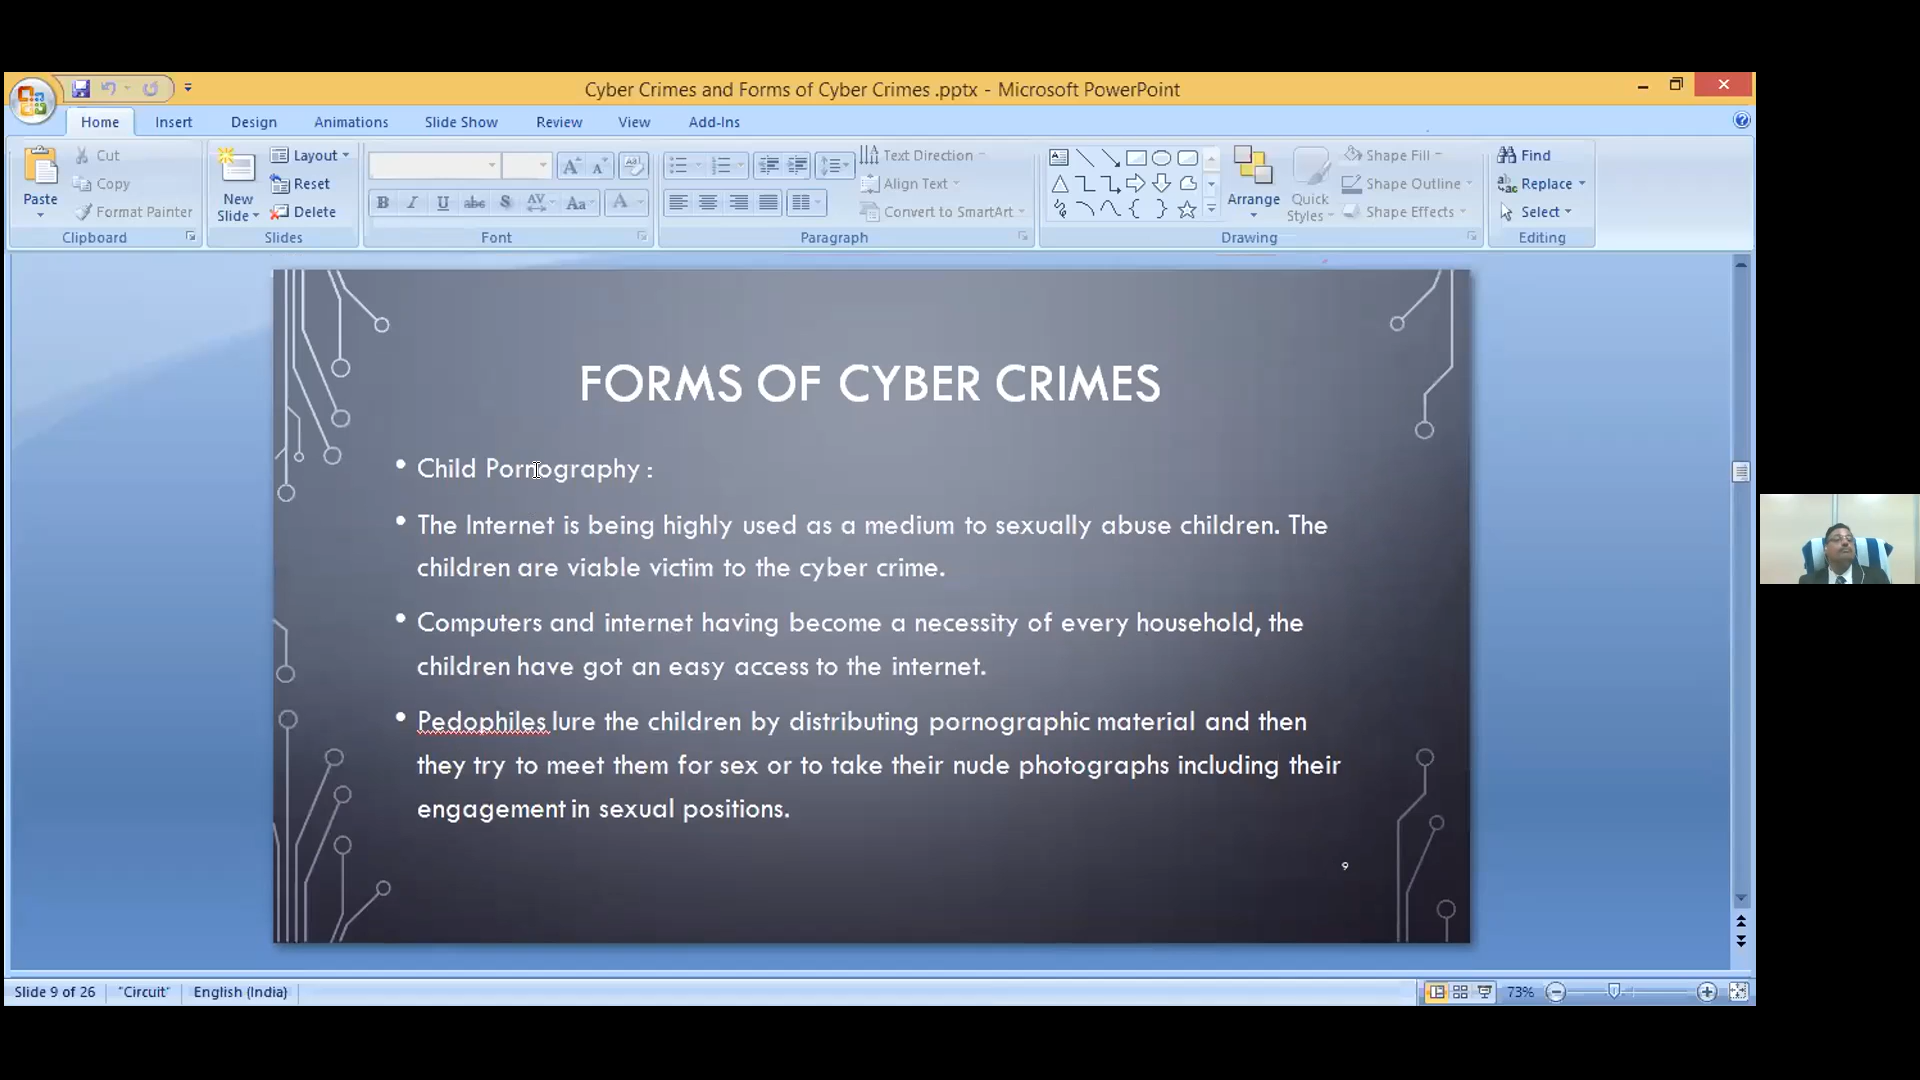 Cyber Crimes and Forms of Cyber Crimes .pptx - Microsoft PowerPoint
Home Insert Design Animations Slide Show Review View Add-Ins
Paste
Cut
Copy
Format Painter
Clipboard
New Slide
Layout
Reset
Delete
Slides
Font
Text Direction
Align Text
Convert to SmartArt
Paragraph
Arrange
Quick Styles
Shape Fill
Shape Outline
Shape Effects
Drawing
Find
Replace
Select
Editing
FORMS OF CYBER CRIMES
• Child Pornography :
• The Internet is being highly used as a medium to sexually abuse children. The
children are viable victim to the cyber crime.
• Computers and internet having become a necessity of every household, the
children have got an easy access to the internet.
• Pedophiles lure the children by distributing pornographic material and then
they try to meet them for sex or to take their nude photographs including their
engagement in sexual positions.
9
Slide 9 of 26 "Circuit" English (India) 73%